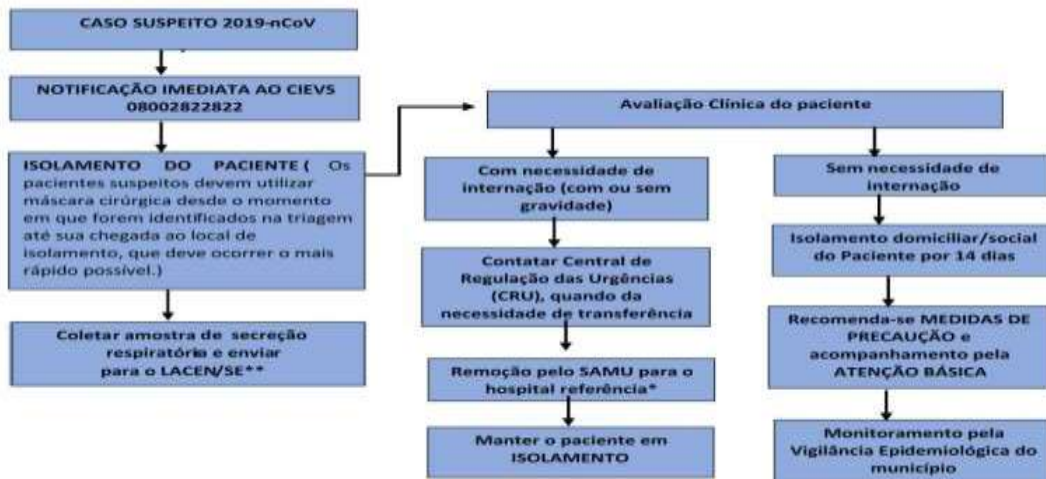 CASO SUSPEITO 2019-nCoV
NOTIFICAÇÃO IMEDIATA AO CIEVS
08002822822
ISOLAMENTO DO PACIENTE ( Os
pacientes suspeitos devem utilizar
máscara cirúrgica desde o momento
em que forem identificados na triagem
até sua chegada ao local de
isolamento, que deve ocorrer o mais
rápido possível.)
Coletar amostra de secreção
respiratória e enviar
para o LACEN/SE**
Avaliação Clínica do paciente
Com necessidade de
internação (com ou sem
gravidade)
Contatar Central de
Regulação das Urgências
(CRU), quando da
necessidade de transferência
Remoção pelo SAMU para o
hospital referência*
Manter o paciente em
ISOLAMENTO
Sem necessidade de
internação
Isolamento domiciliar/social
do Paciente por 14 dias
Recomenda-se MEDIDAS DE
PRECAUÇÃO e
acompanhamento pela
ATENÇÃO BÁSICA
Monitoramento pela
Vigilância Epidemiológica do
município